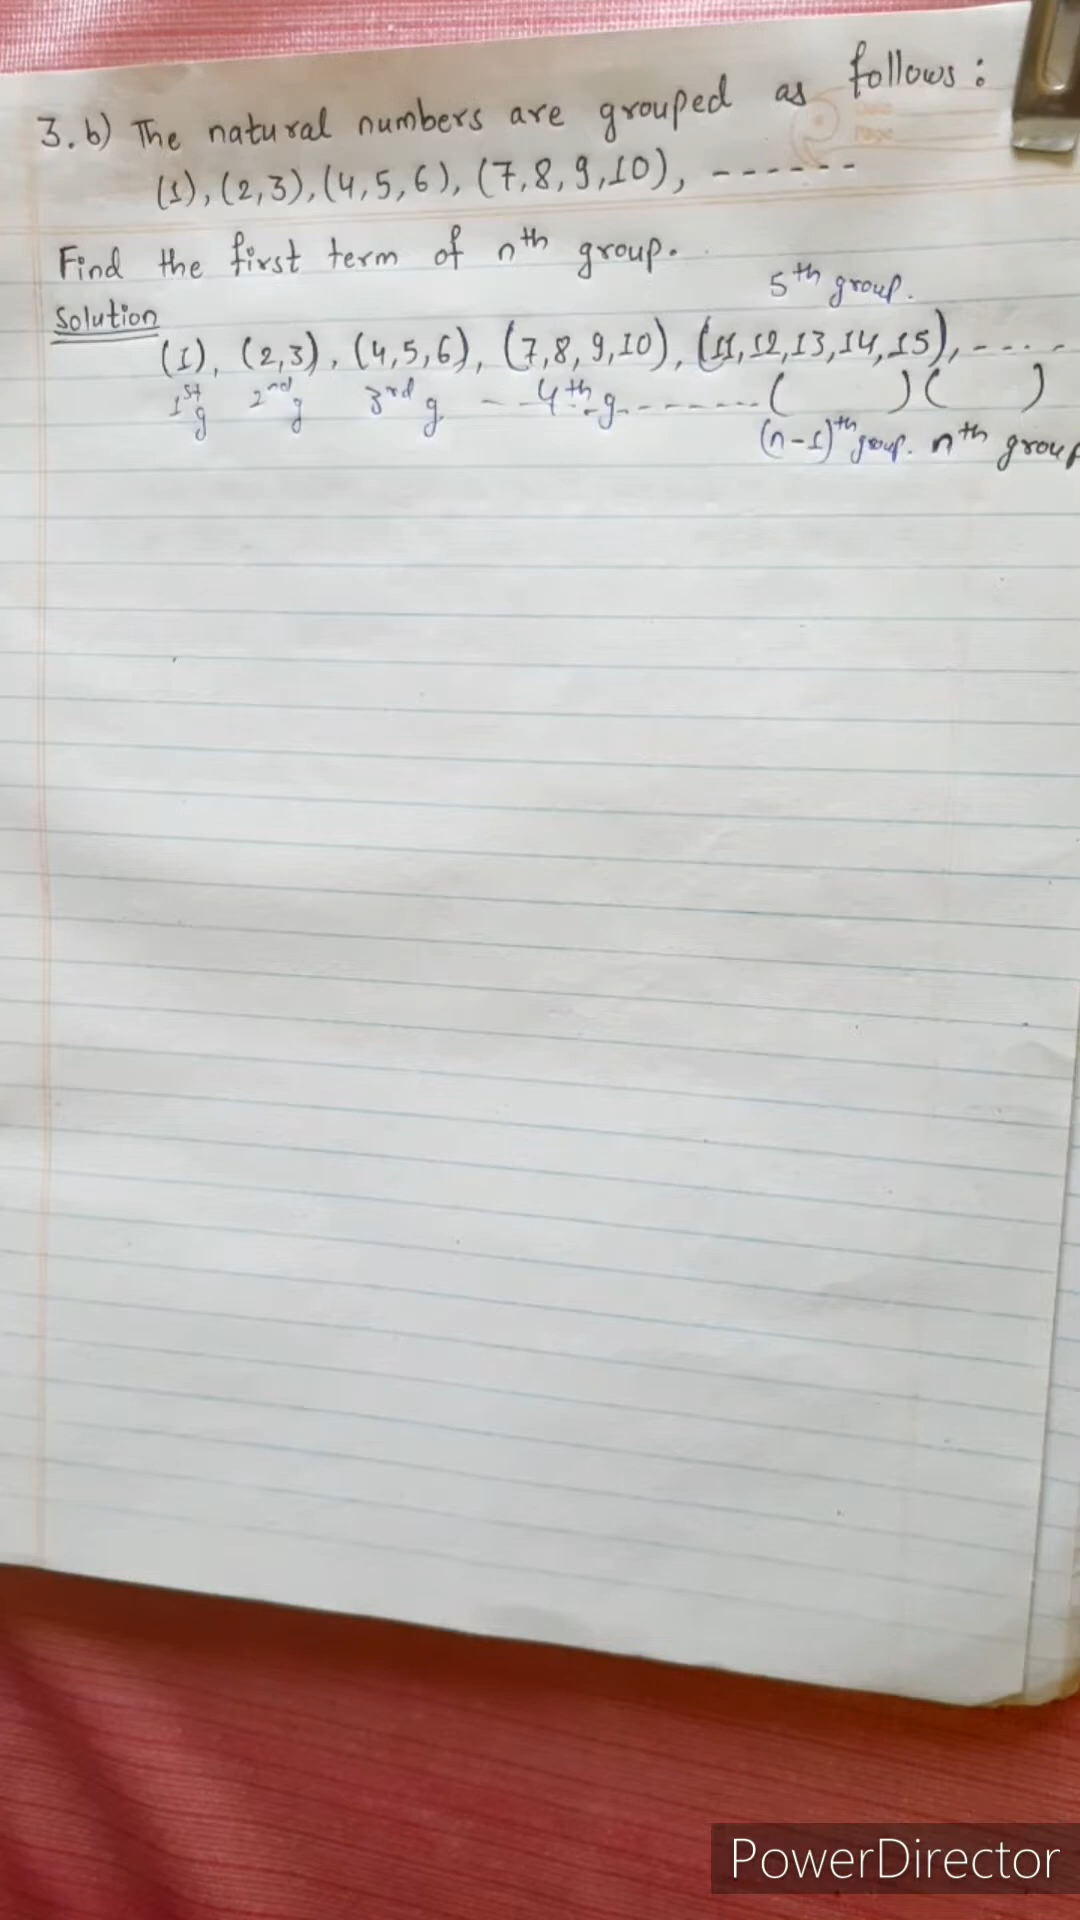 3. b) The natural numbers are grouped as follows :
(1), (2,3), (4,5,6), (7,8,9,10), ------
Find the first term of nth group.
5th group.
Solution
(1), (2,3), (4,5,6), (7,8,9,10), (11,12,13,14,15), -----
1st g 2nd g 3rd g. --4th g.-------( ) ( )
(n-1)th group. nth group
PowerDirector